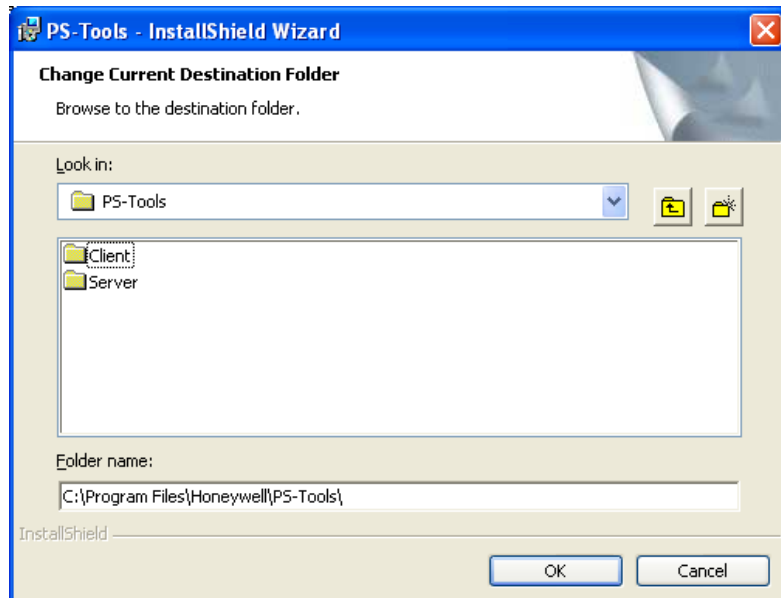 PS-Tools - InstallShield Wizard
Change Current Destination Folder
Browse to the destination folder.
Look in:
PS-Tools
Client
Server
Folder name:
C:\Program Files\Honeywell\PS-Tools\
InstallShield
OK Cancel